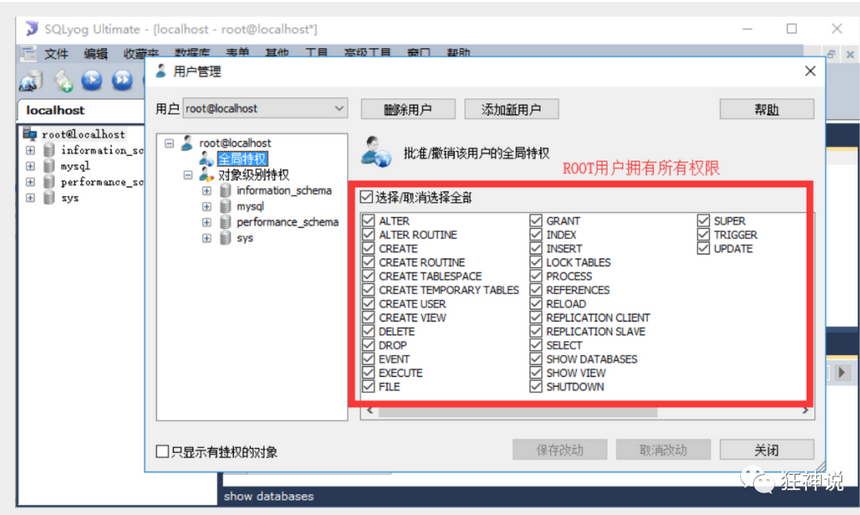 SQLyog Ultimate - [localhost - root@localhost*]
文件 编辑 收藏夹 数据库 表单 其他 工具 高级工具 窗口 帮助
localhost
root@localhost
information_sc
mysql
performance_sc
sys
用户管理
用户 root@localhost 删除用户 添加新用户 帮助
root@localhost
全局特权
对象级别特权
information_schema
mysql
performance_schema
sys
批准/撤销该用户的全局特权
ROOT用户拥有所有权限
选择/取消选择全部
ALTER
ALTER ROUTINE
CREATE
CREATE ROUTINE
CREATE TABLESPACE
CREATE TEMPORARY TABLES
CREATE USER
CREATE VIEW
DELETE
DROP
EVENT
EXECUTE
FILE
GRANT
INDEX
INSERT
LOCK TABLES
PROCESS
REFERENCES
RELOAD
REPLICATION CLIENT
REPLICATION SLAVE
SELECT
SHOW DATABASES
SHOW VIEW
SHUTDOWN
SUPER
TRIGGER
UPDATE
只显示有特权的对象
保存改动 取消改动 关闭
show databases
狂神说